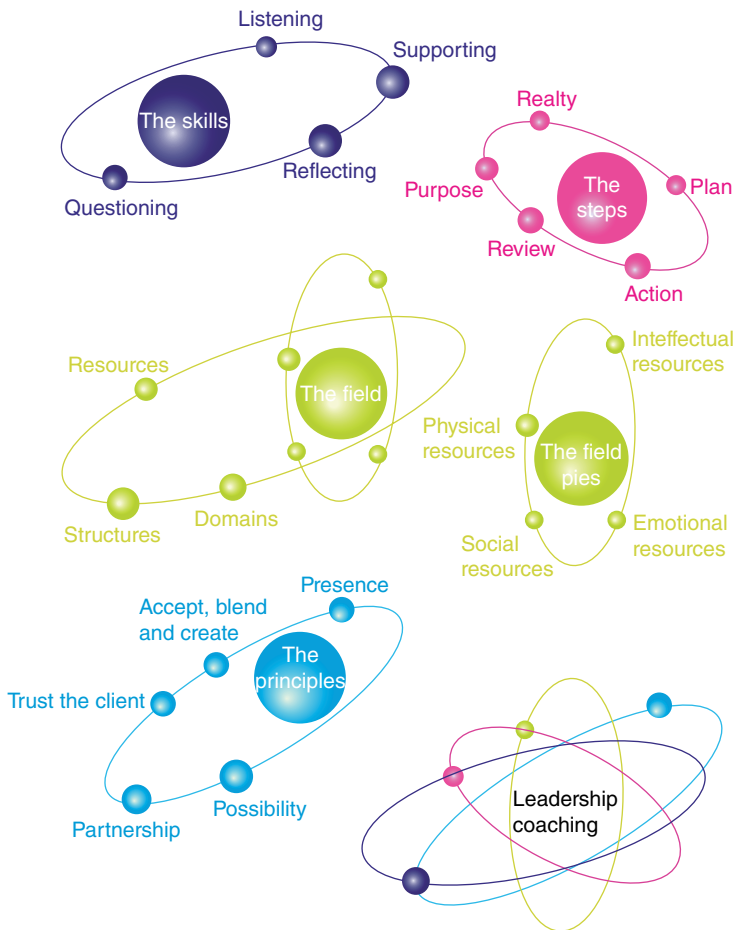 Listening
Supporting
The skills
Reflecting
Questioning
Realty
Purpose
The
steps
Plan
Review
Action
Resources
The field
Structures
Domains
Inteffectual
resources
Physical
resources
The field
pies
Social
resources
Emotional
resources
Presence
Accept, blend
and create
The
principles
Trust the client
Partnership
Possibility
Leadership
coaching